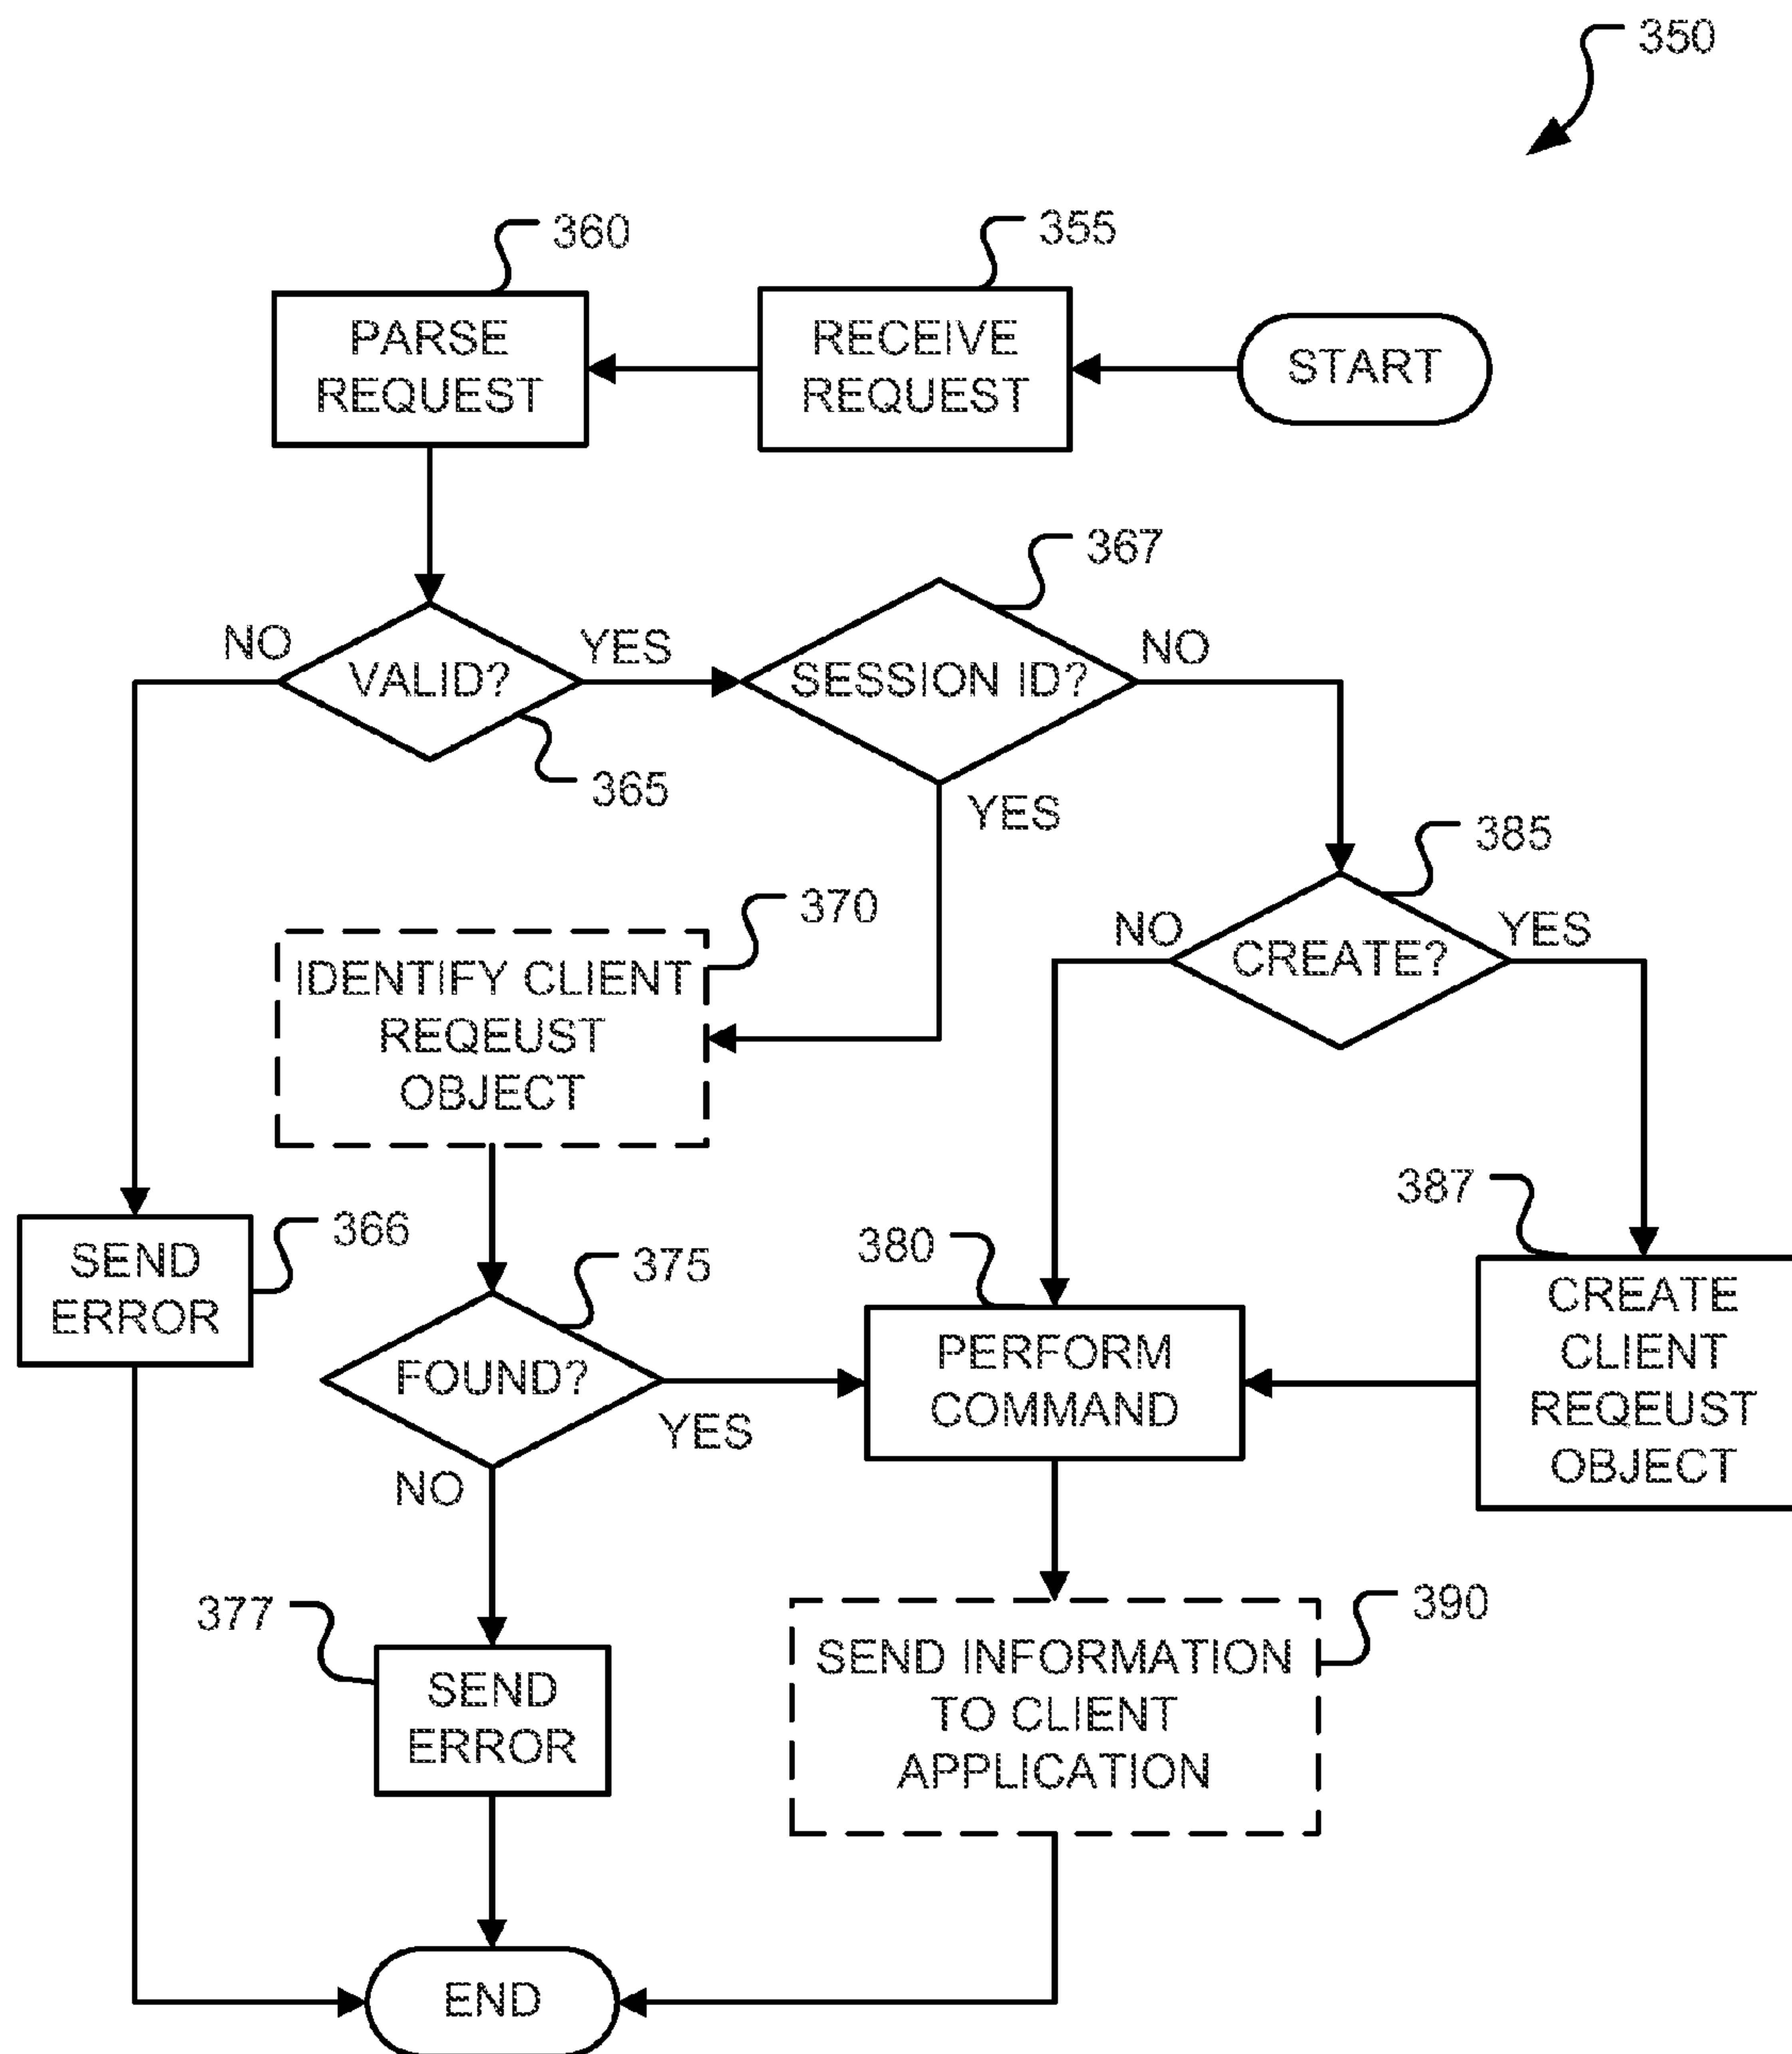 350
360
355
PARSE
REQUEST
RECEIVE
REQUEST
START
367
NO
VALID?
YES
SESSION ID?
NO
365
YES
385
370
NO
CREATE?
YES
IDENTIFY CLIENT
REQEUST
OBJECT
387
366
380
375
SEND
ERROR
FOUND?
YES
NO
PERFORM
COMMAND
CREATE
CLIENT
REQEUST
OBJECT
377
390
SEND
ERROR
SEND INFORMATION
TO CLIENT
APPLICATION
END